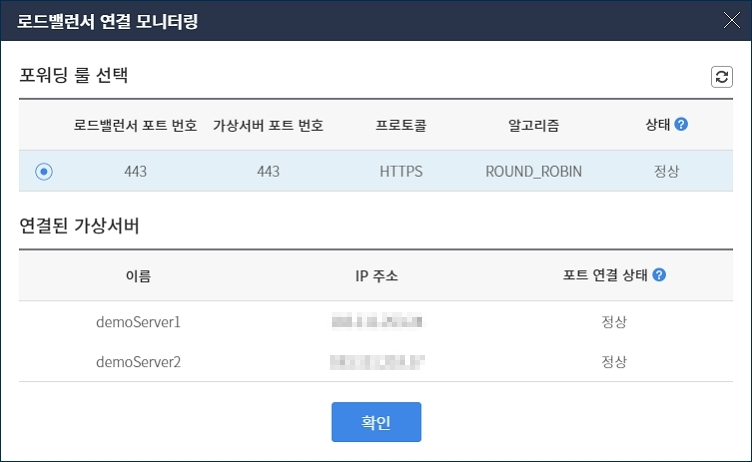 로드밸런서 연결 모니터링
포워딩 룰 선택
로드밸런서 포트 번호 가상서버 포트 번호 프로토콜 알고리즘 상태 ?
443 443 HTTPS ROUND_ROBIN 정상
연결된 가상서버
이름 IP 주소 포트 연결 상태 ?
demoServer1 정상
demoServer2 정상
확인